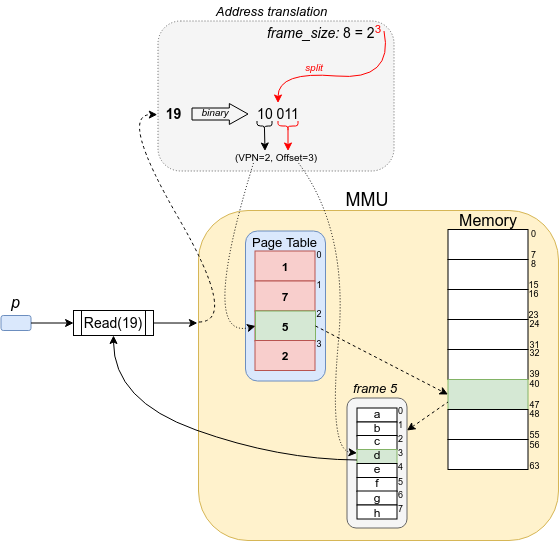 Address translation
frame_size: 8 = 2³
split
19
binary
10 011
(VPN=2, Offset=3)
MMU
p
Read(19)
Page Table
1
0
7
1
5
2
2
3
Memory
0
7
8
15
16
23
24
31
32
39
40
47
48
55
56
63
frame 5
a 0
b 1
c 2
d 3
e 4
f 5
g 6
h 7